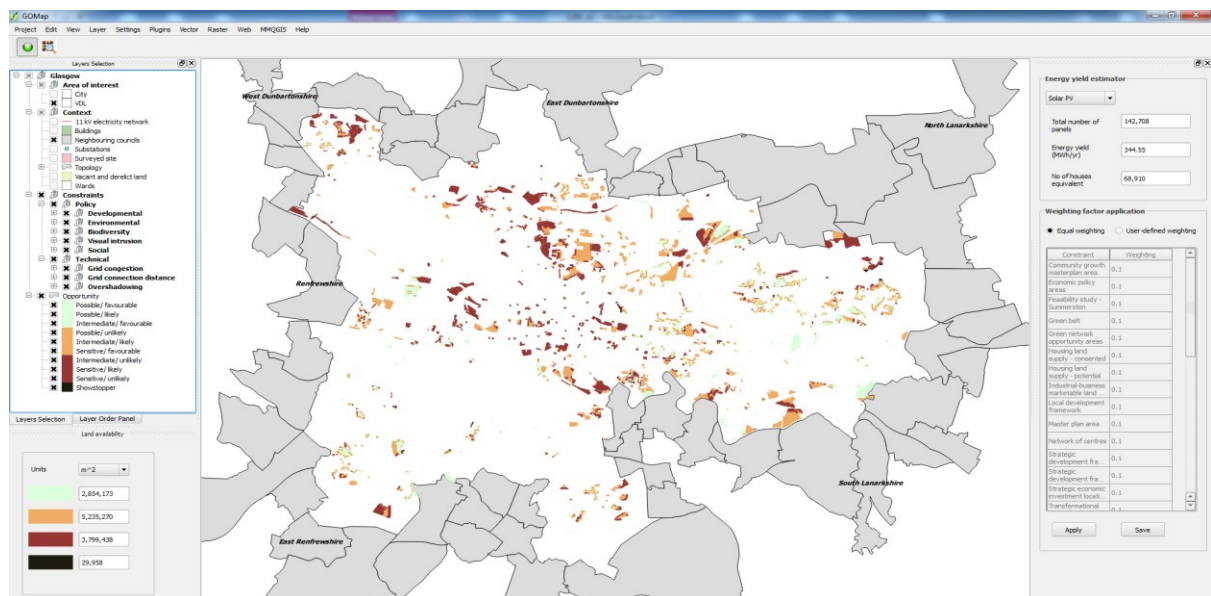 GOMap
Project Edit View Layer Settings Plugins Vector Raster Web MMQGIS Help
Layers Selection
Glasgow
Area of interest
City
VDL
Context
11 kV electricity network
Buildings
Neighbouring councils
Substations
Surveyed site
Topology
Vacant and derelict land
Wards
Constraints
Policy
Developmental
Environmental
Biodiversity
Visual intrusion
Social
Technical
Grid congestion
Grid connection distance
Overshadowing
Opportunity
Possible/ favourable
Possible/ likely
Intermediate/ favourable
Possible/ unlikely
Intermediate/ likely
Sensitive/ favourable
Intermediate/ unlikely
Sensitive/ likely
Sensitive/ unlikely
Showstopper
Layers Selection Layer Order Panel
Land availability
Units m^2
2,854,173
5,235,270
3,799,438
29,958
West Dunbartonshire
East Dunbartonshire
North Lanarkshire
Renfrewshire
South Lanarkshire
East Renfrewshire
Energy yield estimator
Solar PV
Total number of
panels
142,708
Energy yield
(MWh/yr)
344.55
No of houses
equivalent
68,910
Weighting factor application
Equal weighting User-defined weighting
Constraint Weighting
Community growth
masterplan area
0.1
Economic policy
areas
0.1
Feasibility study -
Summerston
0.1
Green belt 0.1
Green network
opportunity areas
0.1
Housing land
supply - consented
0.1
Housing land
supply - potential
0.1
Industrial-business
marketable land ...
0.1
Local development
framework
0.1
Master plan area 0.1
Network of centres 0.1
Strategic
development fra...
0.1
Strategic
development fra...
0.1
Strategic economic
investment locati...
0.1
Transformational
0.1
Apply Save